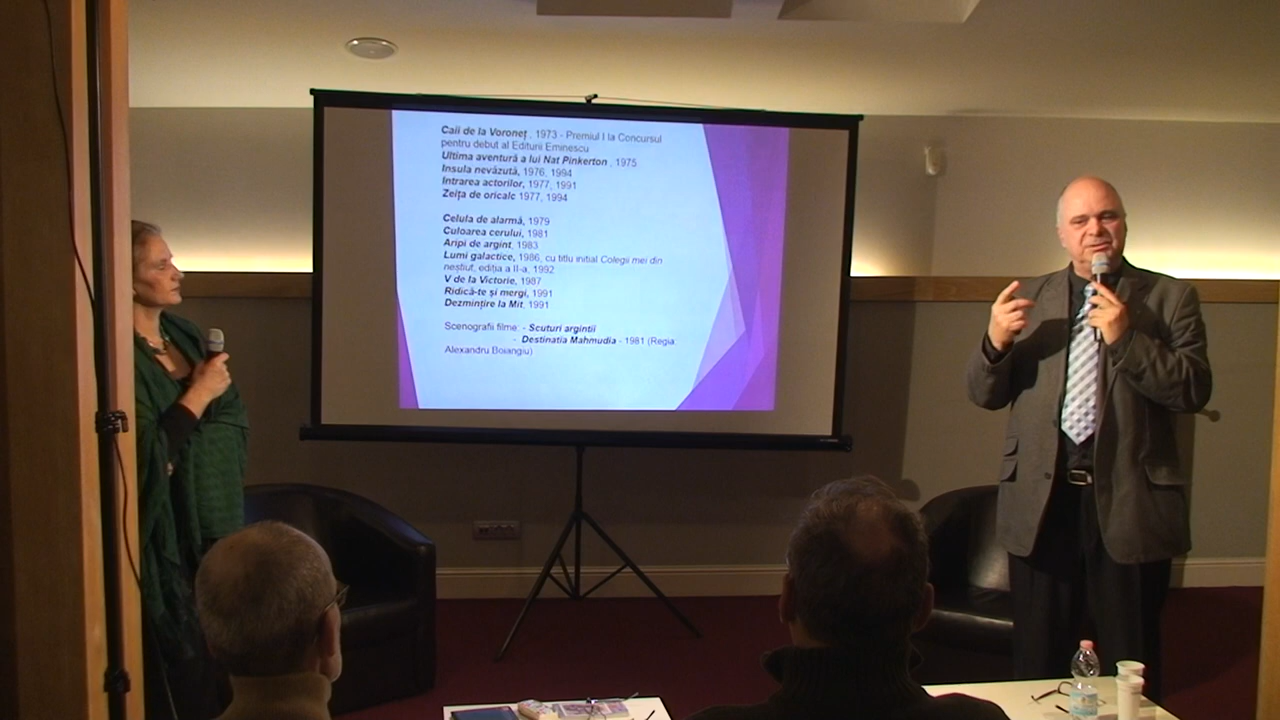 Caii de la Voroneț , 1973 - Premiul I la Concursul
pentru debut al Editurii Eminescu
Ultima aventură a lui Nat Pinkerton , 1975
Insula nevăzută, 1976, 1994
Intrarea actorilor, 1977, 1991
Zeița de oricalc 1977, 1994
Celula de alarmă, 1979
Culoarea cerului, 1981
Aripi de argint, 1983
Lumi galactice, 1986, cu titlu initial Colegii mei din
neștiut, ediția a II-a, 1992
V de la Victorie, 1987
Ridică-te și mergi, 1991
Dezmințire la Mit, 1991
Scenografii filme: - Scuturi argintii
- Destinatia Mahmudia - 1981 (Regia
Alexandru Boiangiu)